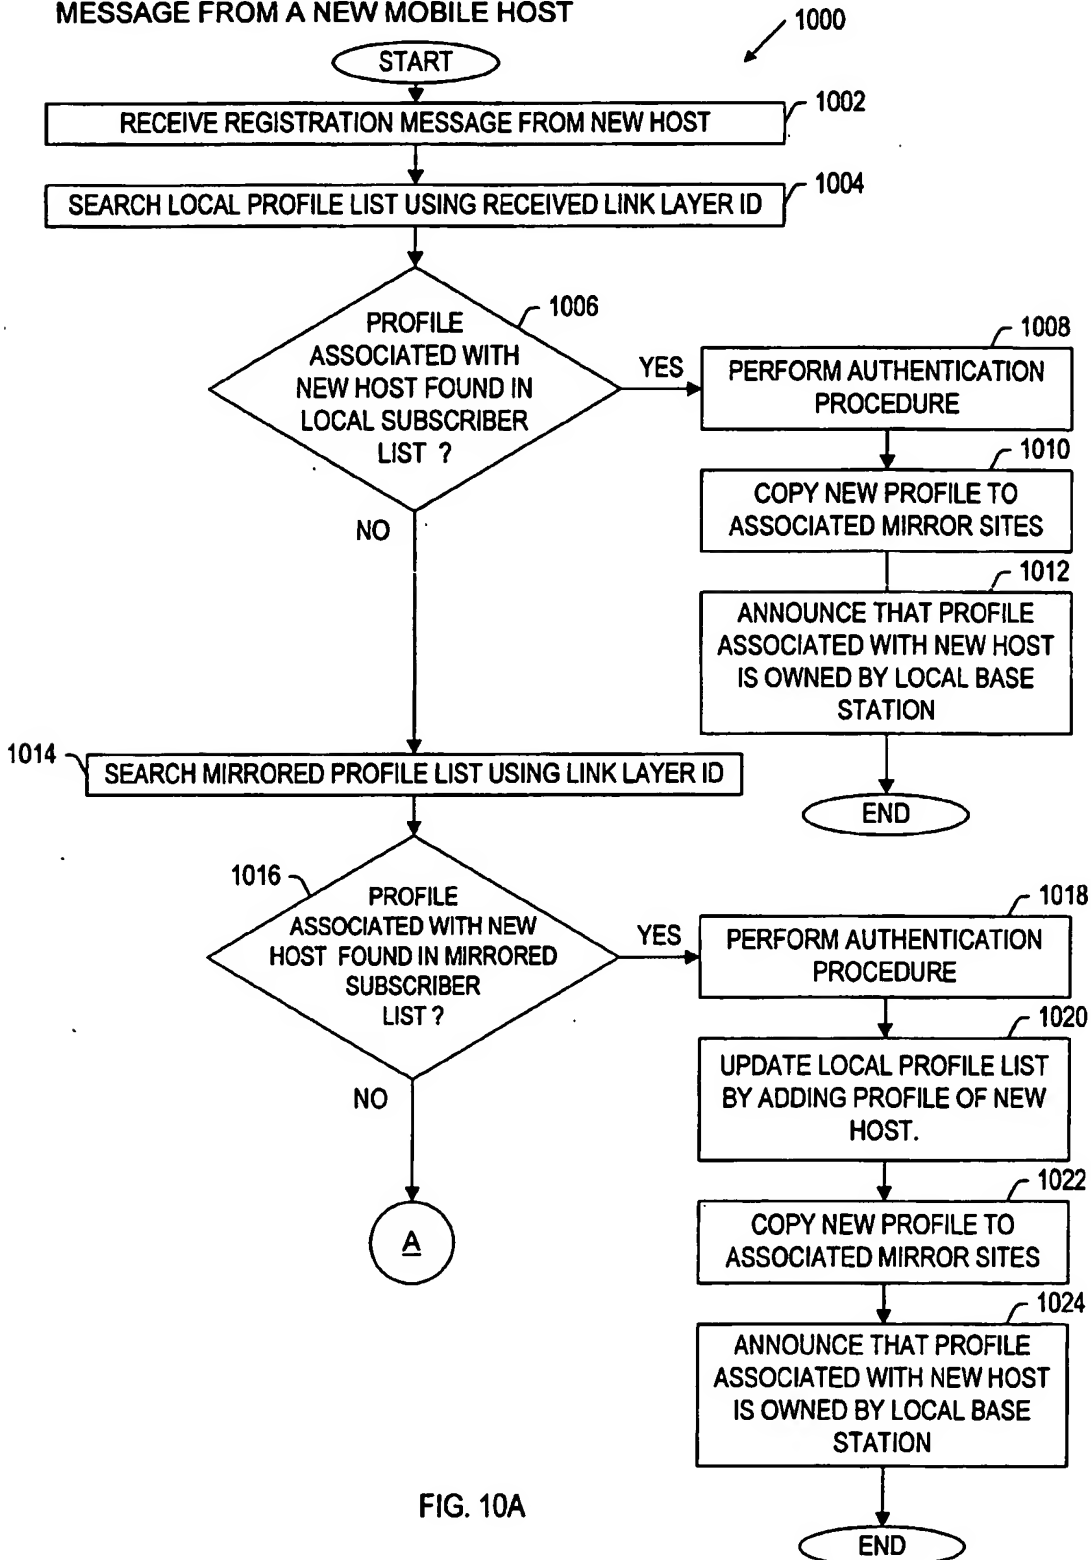 MESSAGE FROM A NEW MOBILE HOST
1000
START
1002
RECEIVE REGISTRATION MESSAGE FROM NEW HOST
1004
SEARCH LOCAL PROFILE LIST USING RECEIVED LINK LAYER ID
1006
PROFILE
ASSOCIATED WITH
NEW HOST FOUND IN
LOCAL SUBSCRIBER
LIST ?
YES
1008
PERFORM AUTHENTICATION
PROCEDURE
1010
COPY NEW PROFILE TO
ASSOCIATED MIRROR SITES
1012
ANNOUNCE THAT PROFILE
ASSOCIATED WITH NEW HOST
IS OWNED BY LOCAL BASE
STATION
END
NO
1014
SEARCH MIRRORED PROFILE LIST USING LINK LAYER ID
1016
PROFILE
ASSOCIATED WITH NEW
HOST FOUND IN MIRRORED
SUBSCRIBER
LIST ?
YES
1018
PERFORM AUTHENTICATION
PROCEDURE
1020
UPDATE LOCAL PROFILE LIST
BY ADDING PROFILE OF NEW
HOST.
1022
COPY NEW PROFILE TO
ASSOCIATED MIRROR SITES
1024
ANNOUNCE THAT PROFILE
ASSOCIATED WITH NEW HOST
IS OWNED BY LOCAL BASE
STATION
END
NO
A
FIG. 10A